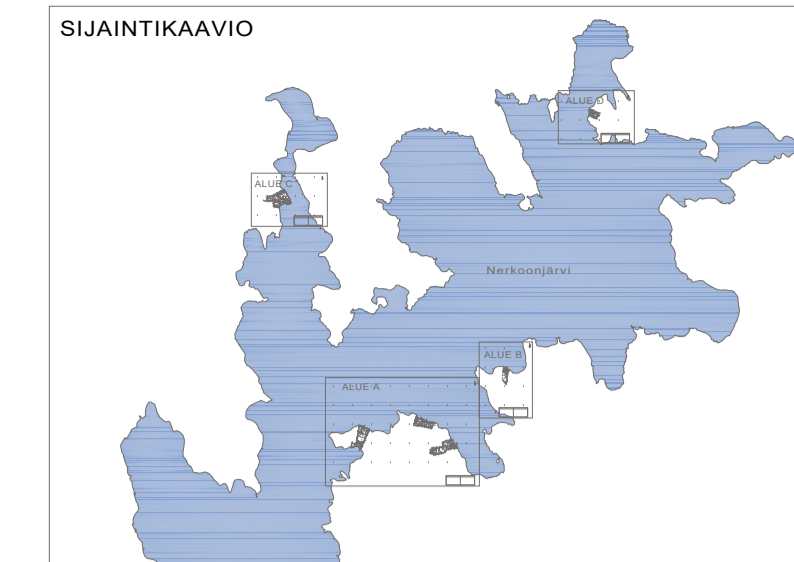 SIJAINTIKAAVIO
ALUE D
ALUE C
Nerkoonjärvi
ALUE B
ALUE A